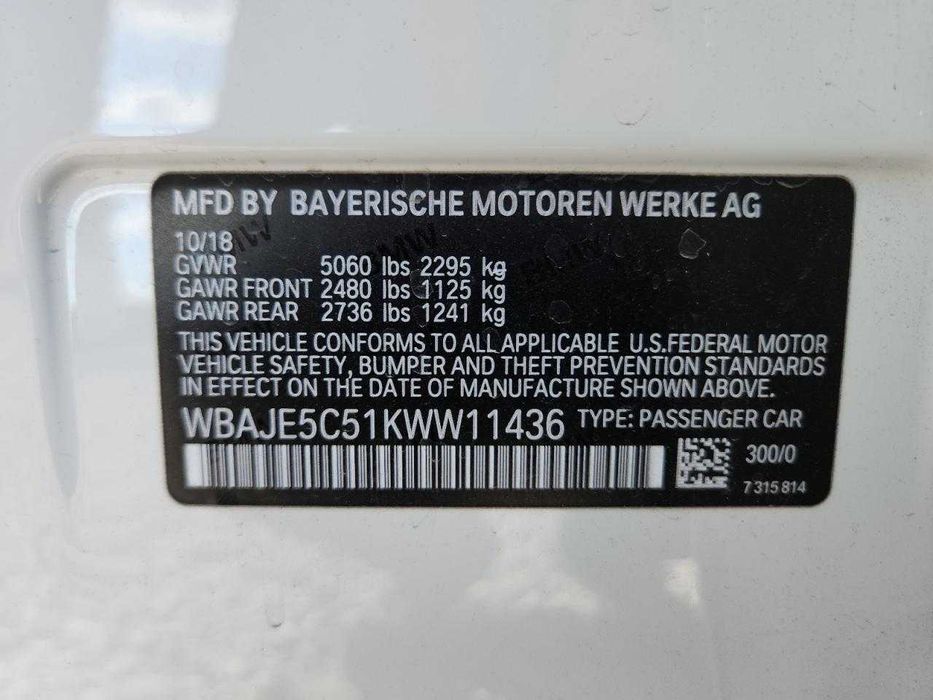 MFD BY BAYERISCHE MOTOREN WERKE AG
10/18
GVWR 5060 lbs 2295 kg
GAWR FRONT 2480 lbs 1125 kg
GAWR REAR 2736 lbs 1241 kg
THIS VEHICLE CONFORMS TO ALL APPLICABLE U.S.FEDERAL MOTOR
VEHICLE SAFETY, BUMPER AND THEFT PREVENTION STANDARDS
IN EFFECT ON THE DATE OF MANUFACTURE SHOWN ABOVE.
WBAJE5C51KWW11436 TYPE: PASSENGER CAR
300/0
7 315 814